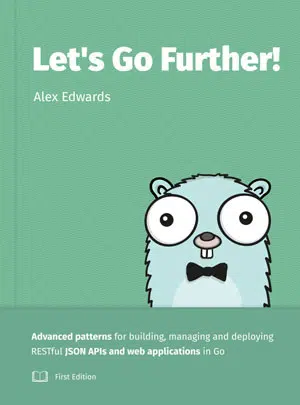 Let's Go Further!
Alex Edwards
Advanced patterns for building, managing and deploying
RESTful JSON APIs and web applications in Go
First Edition